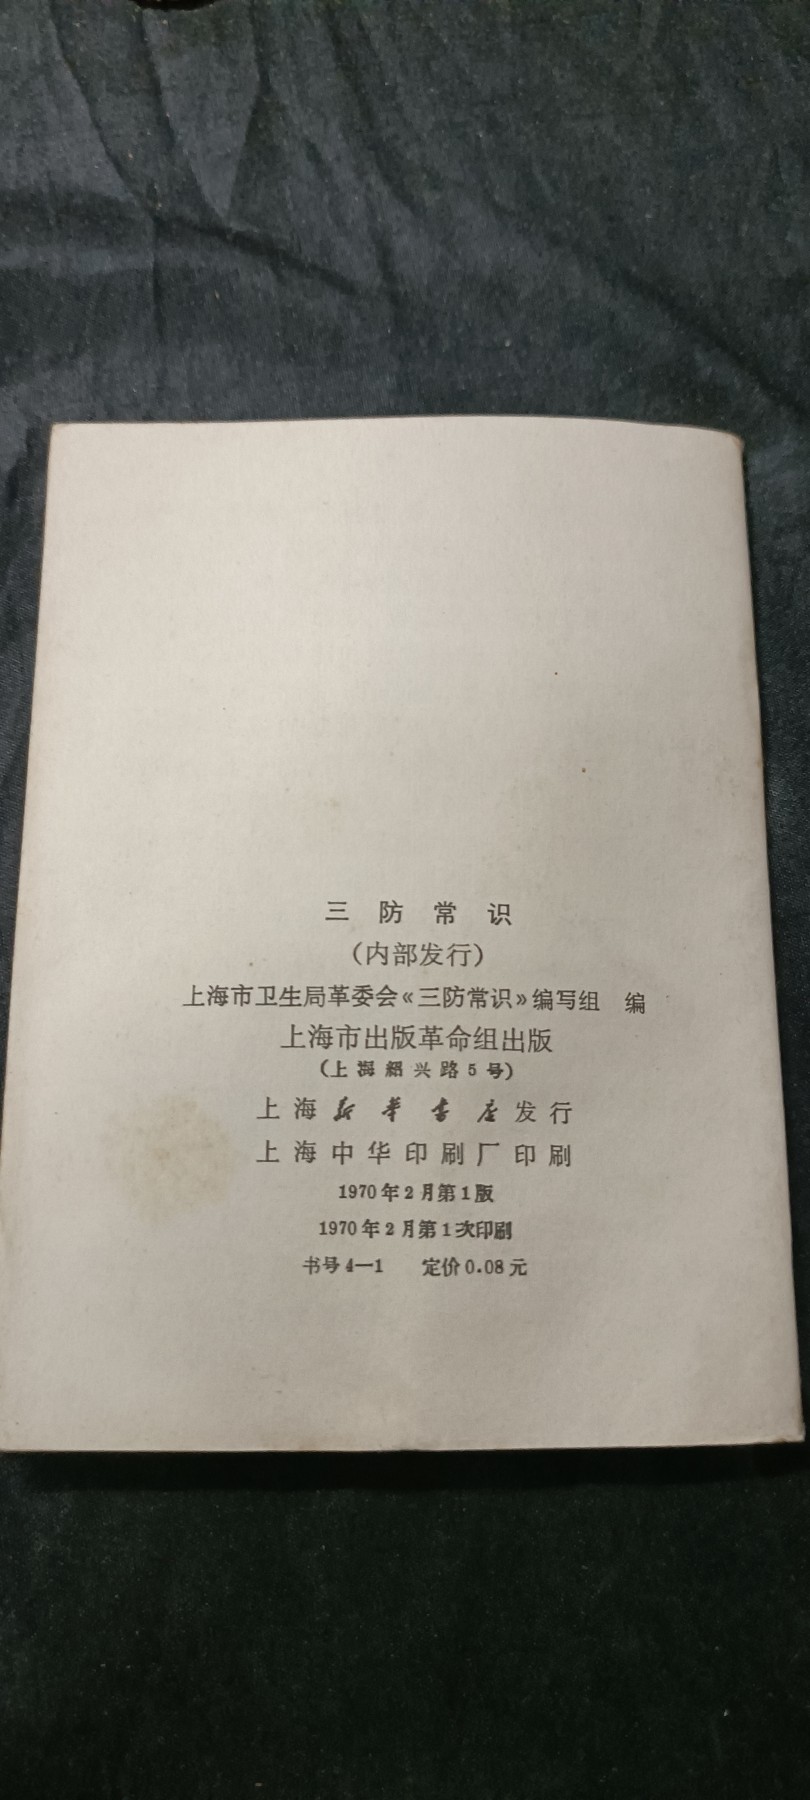 三防常识
（内部发行）
上海市卫生局革委会《三防常识》编写组 编
上海市出版革命组出版
（上海紹兴路5号）
上海新华书店发行
上海中华印刷厂印刷
1970年2月第1版
1970年2月第1次印刷
书号4—1 定价0.08元